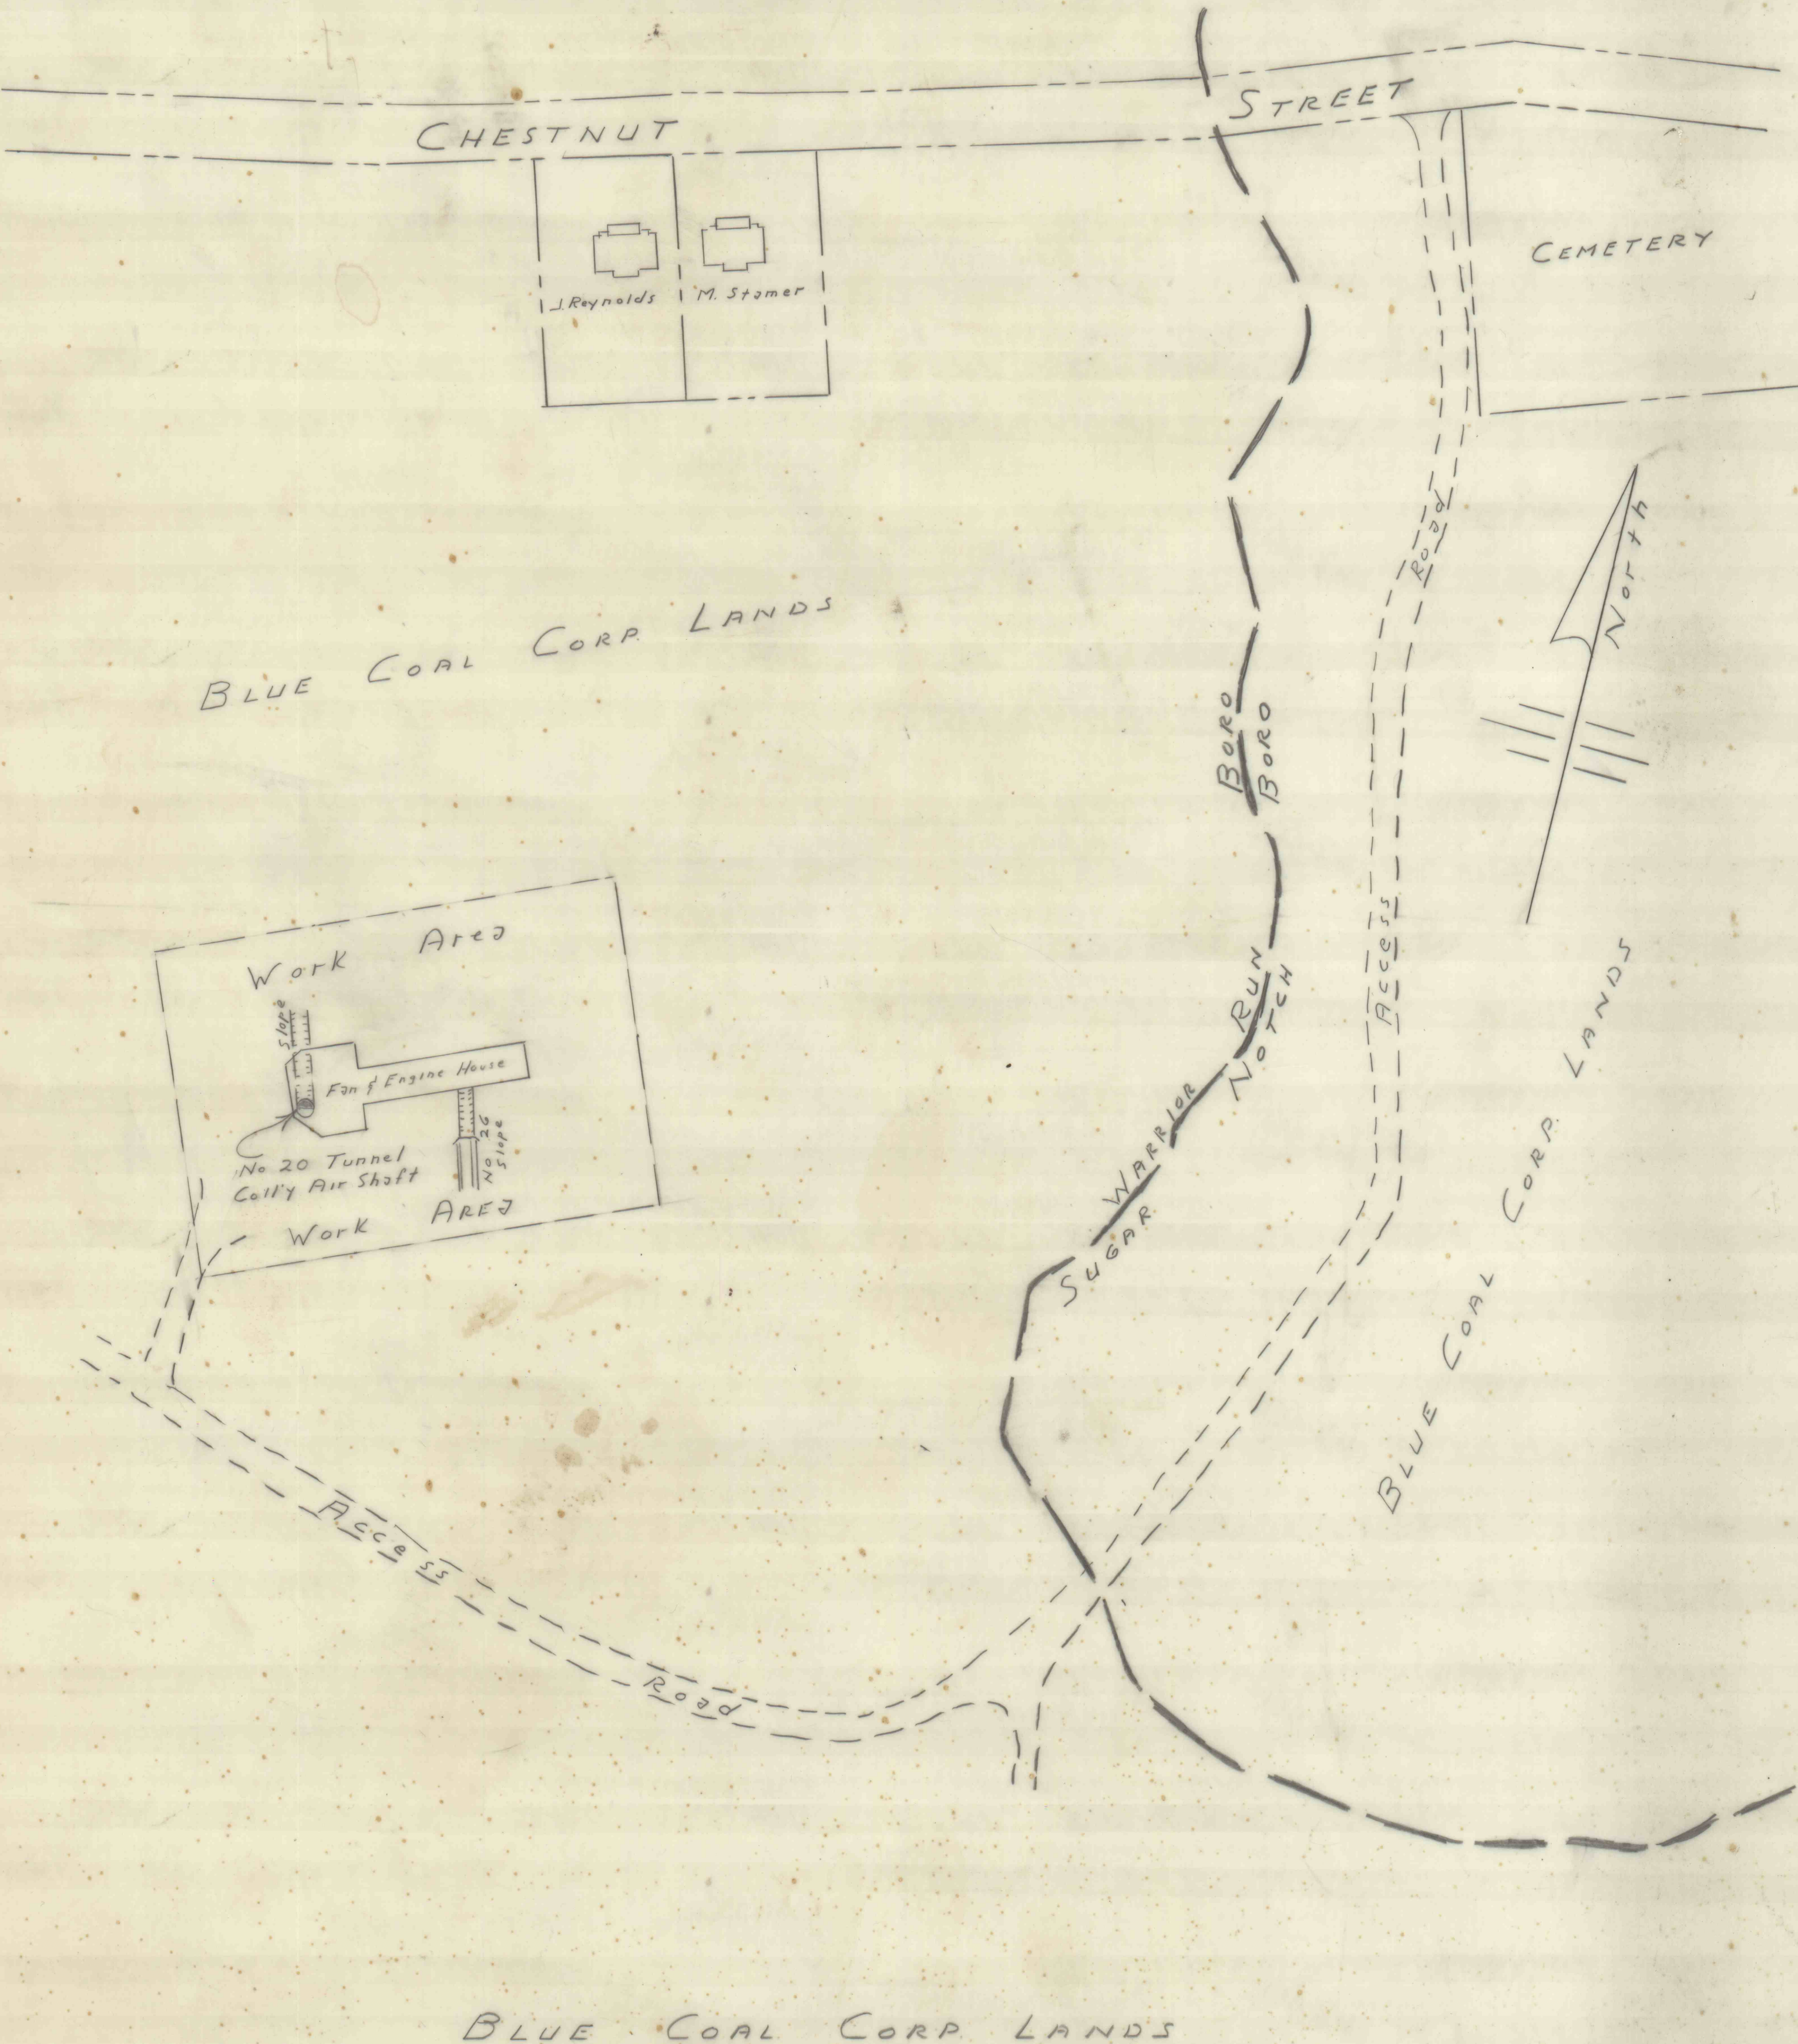 CHESTNUT STREET
CEMETERY
J. Reynolds
M. Stamer
North
Road
BLUE COAL CORP. LANDS
WARRIOR RUN BORO
SUGAR NOTCH BORO
Access
BLUE COAL CORP. LANDS
Work Area
Slope
Fan & Engine House
No 26
Slope
No 20 Tunnel
Coll'y Air Shaft
Work AREA
Access Road
BLUE COAL CORP. LANDS